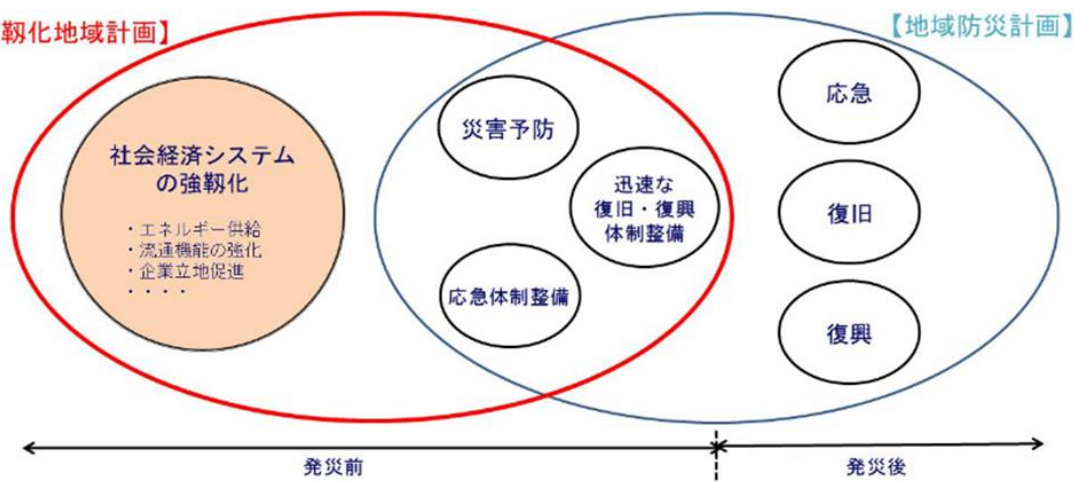 靱化地域計画】
【地域防災計画】
社会経済システム
の強靱化
・エネルギー供給
・流通機能の強化
・企業立地促進
・・・・
災害予防
迅速な
復旧・復興
体制整備
応急体制整備
応急
復旧
復興
発災前
発災後